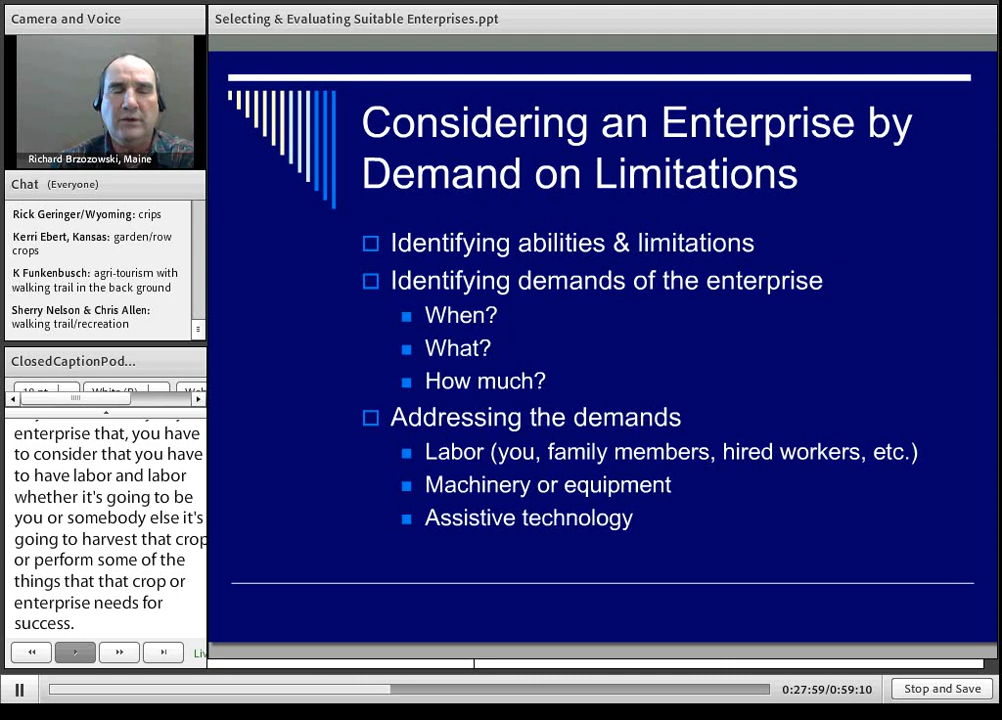 Camera and Voice
Richard Brzozowski, Maine
Chat (Everyone)
Rick Geringer/Wyoming: crips
Kerri Ebert, Kansas: garden/row
crops
K Funkenbusch: agri-tourism with
walking trail in the back ground
Sherry Nelson & Chris Allen:
walking trail/recreation
ClosedCaptionPod...
enterprise that, you have
to consider that you have
to have labor and labor
whether it's going to be
you or somebody else it's
going to harvest that crop
or perform some of the
things that that crop or
enterprise needs for
success.
Selecting & Evaluating Suitable Enterprises.ppt
Considering an Enterprise by
Demand on Limitations
Identifying abilities & limitations
Identifying demands of the enterprise
When?
What?
How much?
Addressing the demands
Labor (you, family members, hired workers, etc.)
Machinery or equipment
Assistive technology
0:27:59/0:59:10
Stop and Save